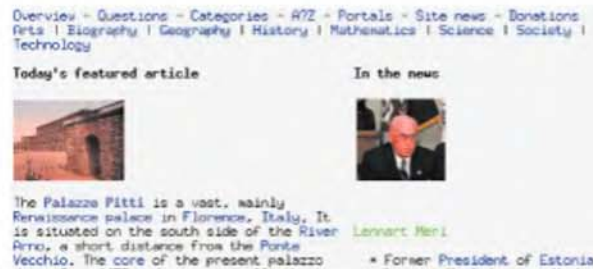 Overview - Questions - Categories - A?Z - Portals - Site news - Donations
Arts | Biography | Geography | History | Mathematics | Science | Society |
Technology
Today's featured article
In the news
The Palazzo Pitti is a vast, mainly
Renaissance palace in Florence, Italy. It
is situated on the south side of the River
Arno, a short distance from the Ponte
Vecchio. The core of the present palazzo
Lennart Meri
* Former President of Estonia